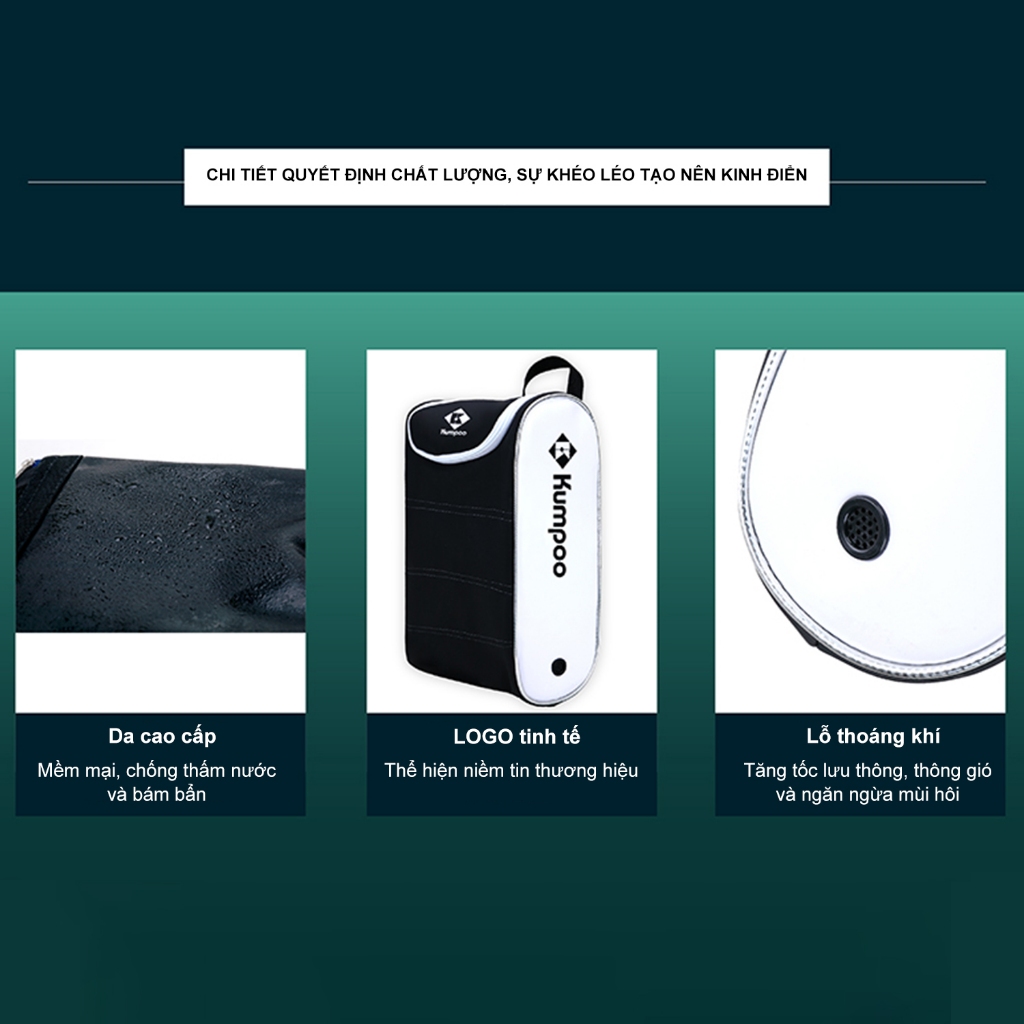 CHI TIẾT QUYẾT ĐỊNH CHẤT LƯỢNG, SỰ KHÉO LÉO TẠO NÊN KINH ĐIỂN
Kumpoo
Kumpoo
Da cao cấp
Mềm mại, chống thấm nước
và bám bẩn
LOGO tinh tế
Thể hiện niềm tin thương hiệu
Lỗ thoáng khí
Tăng tốc lưu thông, thông gió
và ngăn ngừa mùi hôi